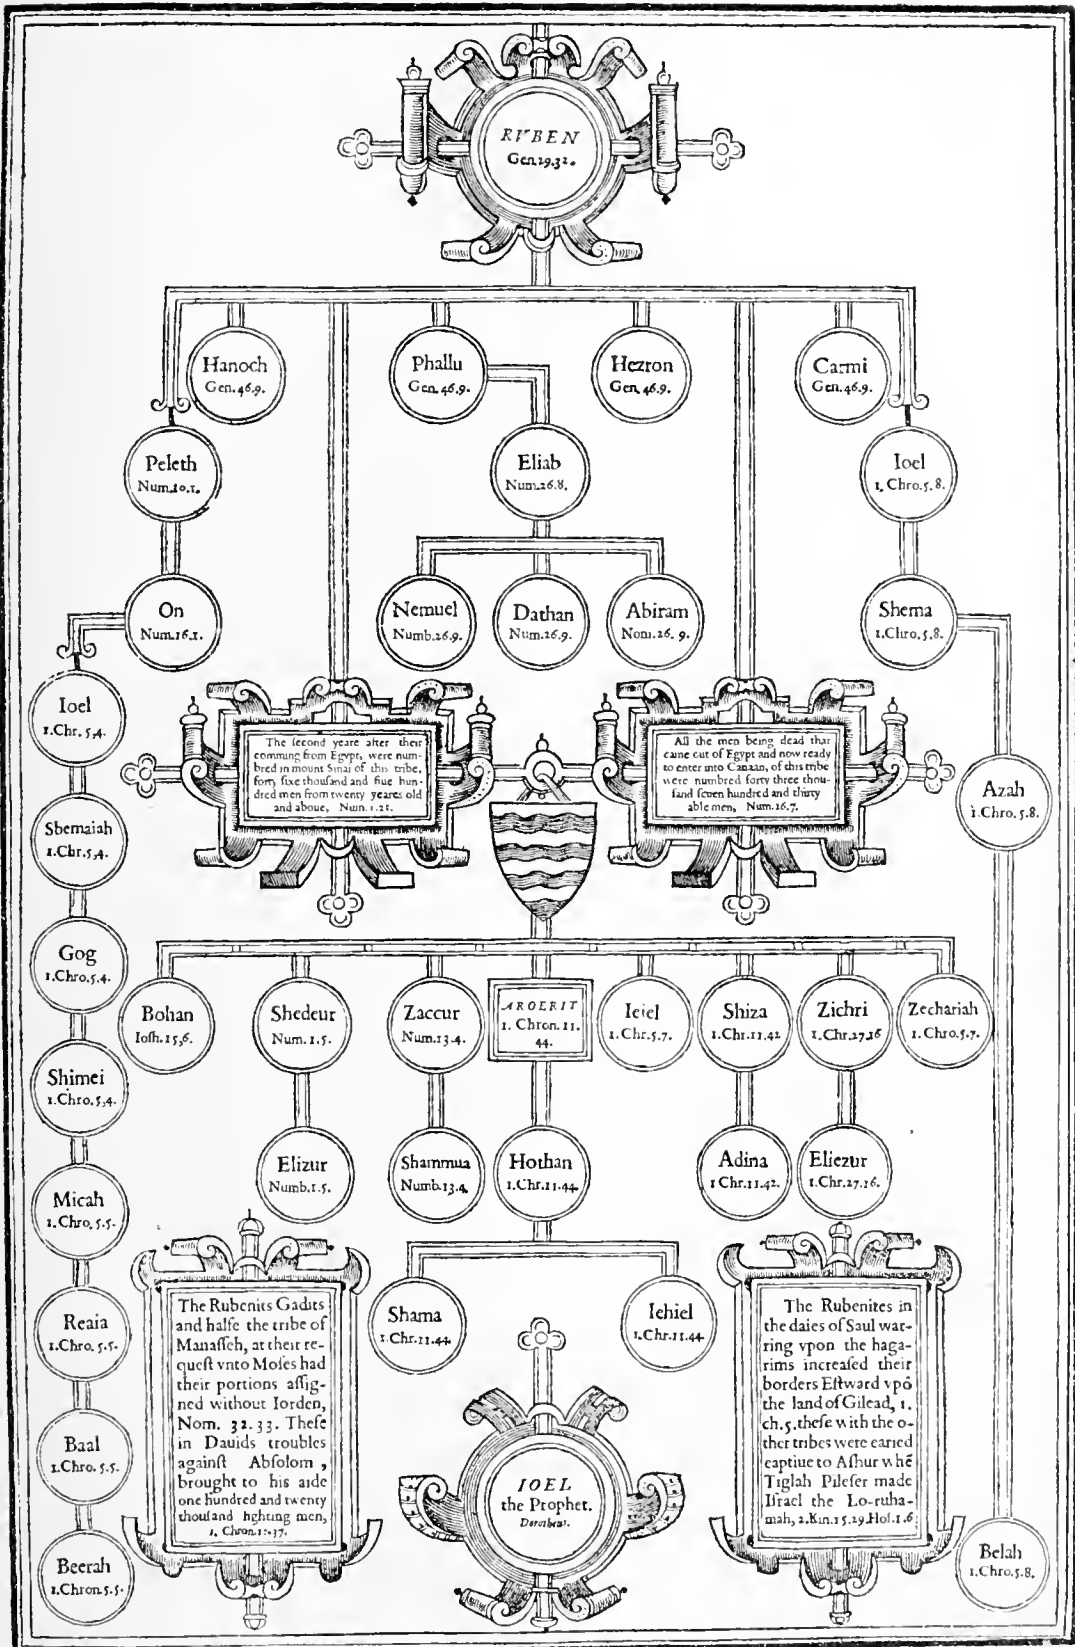 RVBEN
Gen.29.32.
Hanoch
Gen.46.9.
Phallu
Gen.46.9.
Hezron
Gen.46.9.
Carmi
Gen.46.9.
Peleth
Num.10.1.
Eliab
Num.26.8.
Ioel
1. Chro.5.8.
On
Num.16.1.
Nemuel
Numb.26.9.
Dathan
Num.26.9.
Abiram
Nom.26.9.
Shema
1.Chro.5.8.
Ioel
1.Chr.5,4.
The ſecond yeare after their
comming from Egypt, were num-
bred in mount Sinai of this tribe,
forty ſixe thouſand and fiue hun-
dred men from twenty yeares old
and aboue, Num.1.21.
All the men being dead that
came out of Egypt and now ready
to enter into Canaan, of this tribe
were numbred forty three thou-
ſand ſeuen hundred and thirty
able men, Num.26.7.
Azah
1.Chro.5.8.
Shemaiah
1.Chr.5,4.
Gog
1.Chro.5.4.
Bohan
Ioſh.15,6.
Shedeur
Num.1.5.
Zaccur
Num.13.4.
AROERIT
1. Chron.11.
44.
Ieiel
1.Chr.5.7.
Shiza
1.Chr.11.42
Zichri
1.Chr.27.16
Zechariah
1.Chro.5.7.
Shimei
1.Chro.5,4.
Elizur
Numb.1.5.
Shammua
Numb.13.4.
Hothan
1.Chr.11.44.
Adina
1 Chr.11.42.
Eliezur
1.Chr.27.16.
Micah
1.Chro.5.5.
Reaia
1.Chro.5.5.
Baal
1.Chro.5.5.
Beerah
1.Chron.5.5.
The Rubenits Gadits
and halfe the tribe of
Manaſſeh, at their re-
queſt vnto Moſes had
their portions aſſig-
ned without Iorden,
Nom. 32.33. Theſe
in Dauids troubles
againſt Abſolom,
brought to his aide
one hundred and twenty
thouſand fighting men,
1. Chron.12.37.
Shama
1.Chr.11.44.
Iehiel
1.Chr.11.44
IOEL
the Prophet.
Dorotheus.
The Rubenites in
the daies of Saul war-
ring vpon the haga-
rims increaſed their
borders Eſtward vpō
the land of Gilead, 1.
ch.5.theſe with the o-
ther tribes were caried
captiue to Aſhur whē
Tiglah Pileſer made
Iſrael the Lo-ruha-
mah, 2.Kin.15.29.Hoſ.1.6
Belah
1.Chro.5.8.